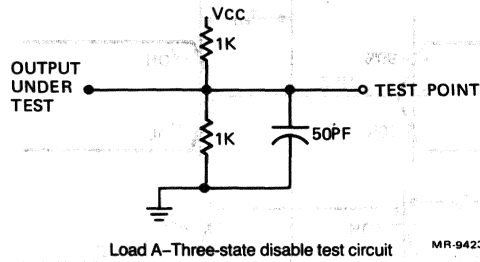 Vcc
1K
OUTPUT
UNDER
TEST
TEST POINT
1K
50PF
Load A–Three-state disable test circuit
MR-9423